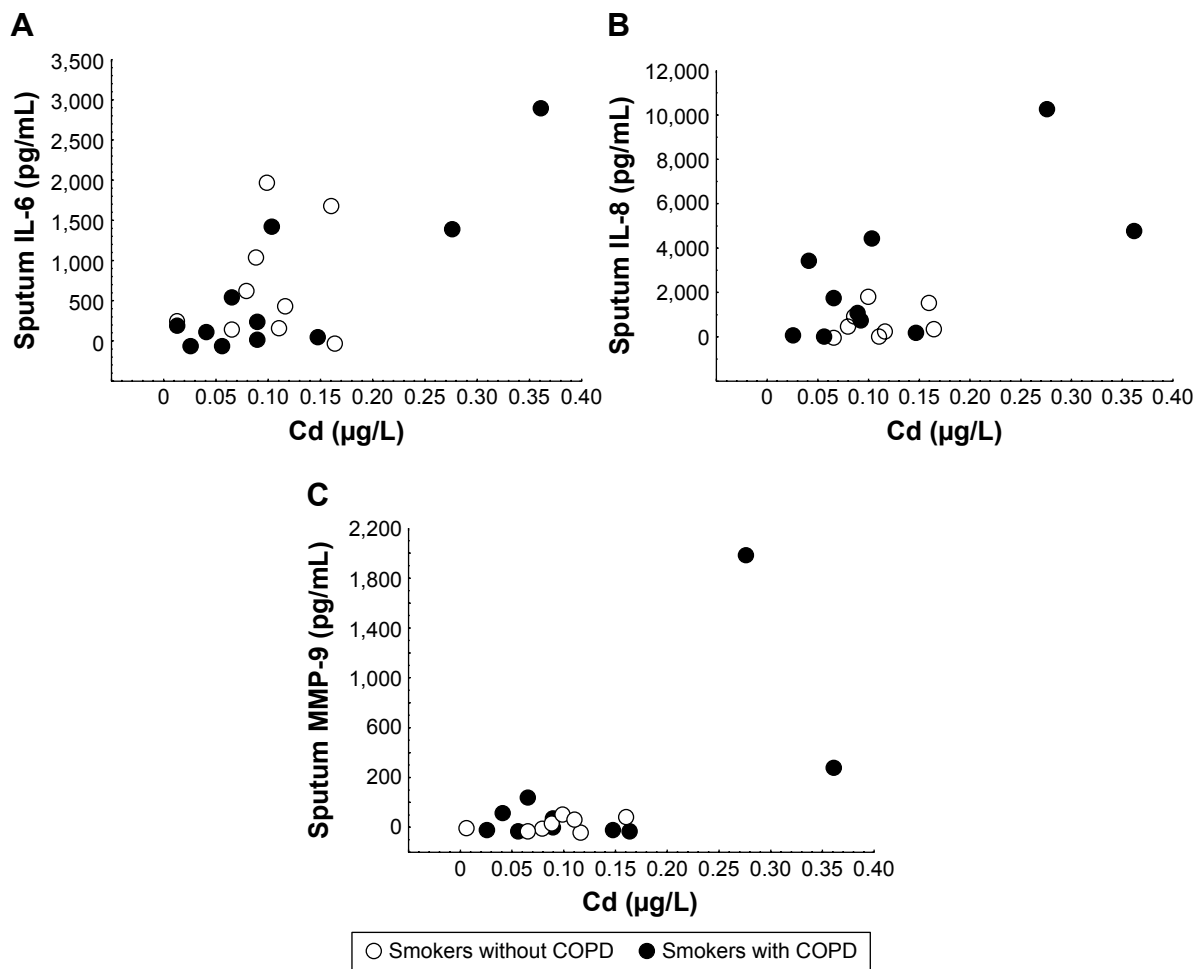 A
Sputum IL-6 (pg/mL)
3,500
3,000
2,500
2,000
1,500
1,000
500
0
0 0.05 0.10 0.15 0.20 0.25 0.30 0.35 0.40
Cd (µg/L)
B
Sputum IL-8 (pg/mL)
12,000
10,000
8,000
6,000
4,000
2,000
0
0 0.05 0.10 0.15 0.20 0.25 0.30 0.35 0.40
Cd (µg/L)
C
Sputum MMP-9 (pg/mL)
2,200
1,800
1,400
1,000
600
200
0
0 0.05 0.10 0.15 0.20 0.25 0.30 0.35 0.40
Cd (µg/L)
Smokers without COPD Smokers with COPD